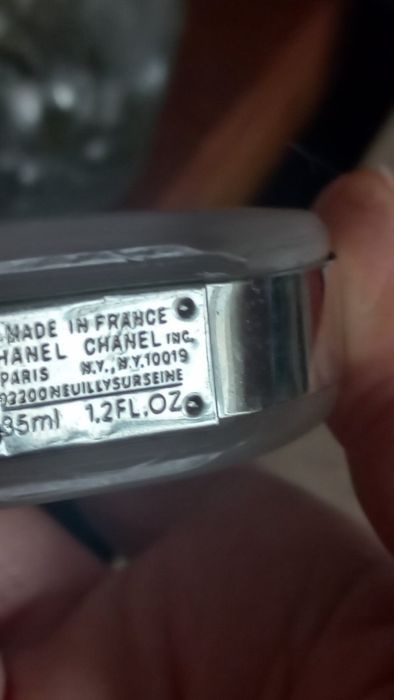 MADE IN FRANCE
HANEL CHANEL INC.
PARIS N.Y., N.Y. 10019
92200 NEUILLYSURSEINE
35ml 1.2FL.OZ